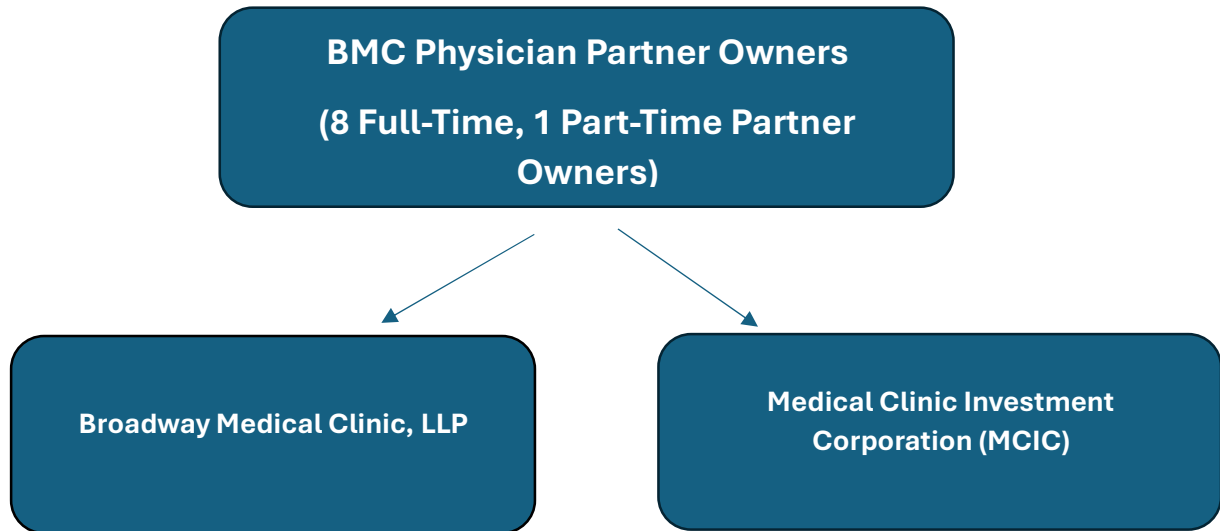 BMC Physician Partner Owners
(8 Full-Time, 1 Part-Time Partner
Owners)
Broadway Medical Clinic, LLP
Medical Clinic Investment
Corporation (MCIC)